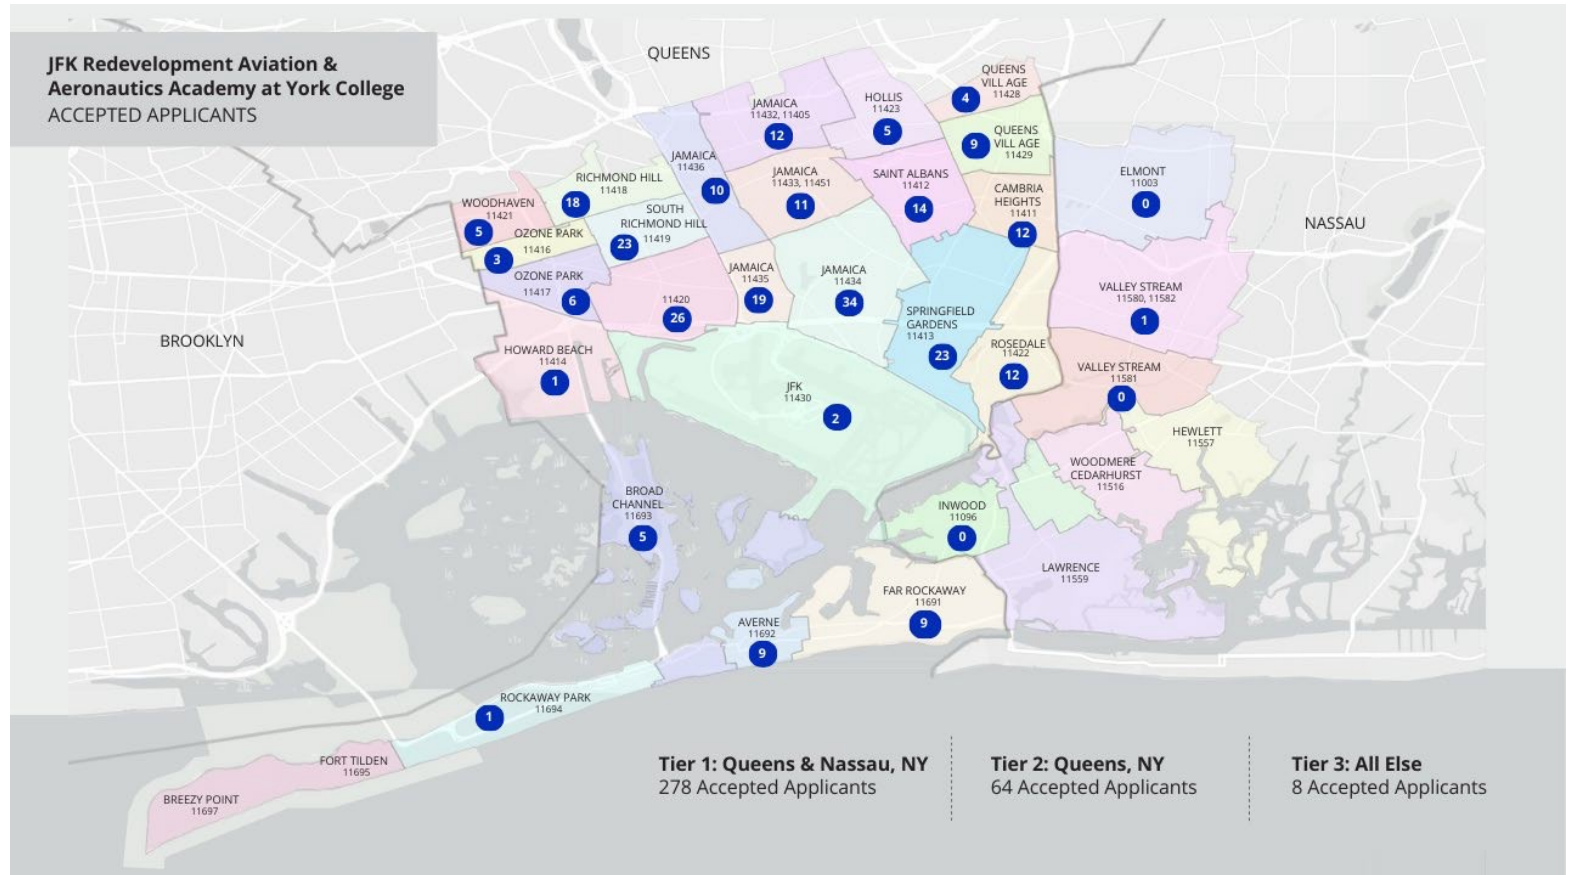 JFK Redevelopment Aviation &
Aeronautics Academy at York College
ACCEPTED APPLICANTS
QUEENS
QUEENS
VILL AGE
11428
4
HOLLIS
11423
5
JAMAICA
11432, 11405
12
QUEENS
VILL AGE
11429
9
JAMAICA
11436
10
JAMAICA
11433, 11451
11
SAINT ALBANS
11412
14
ELMONT
11003
0
RICHMOND HILL
11418
18
CAMBRIA
HEIGHTS
11411
12
WOODHAVEN
11421
5
SOUTH
RICHMOND HILL
11419
23
NASSAU
OZONE PARK
11416
3
OZONE PARK
11417
6
11420
26
JAMAICA
11435
19
JAMAICA
11434
34
VALLEY STREAM
11580, 11582
1
SPRINGFIELD
GARDENS
11413
23
BROOKLYN
ROSEDALE
11422
12
HOWARD BEACH
11414
1
VALLEY STREAM
11581
0
JFK
11430
2
HEWLETT
11557
WOODMERE
CEDARHURST
11516
BROAD
CHANNEL
11693
5
INWOOD
11096
0
LAWRENCE
11559
FAR ROCKAWAY
11691
9
AVERNE
11692
9
ROCKAWAY PARK
11694
1
FORT TILDEN
11695
BREEZY POINT
11697
Tier 1: Queens & Nassau, NY
278 Accepted Applicants
Tier 2: Queens, NY
64 Accepted Applicants
Tier 3: All Else
8 Accepted Applicants